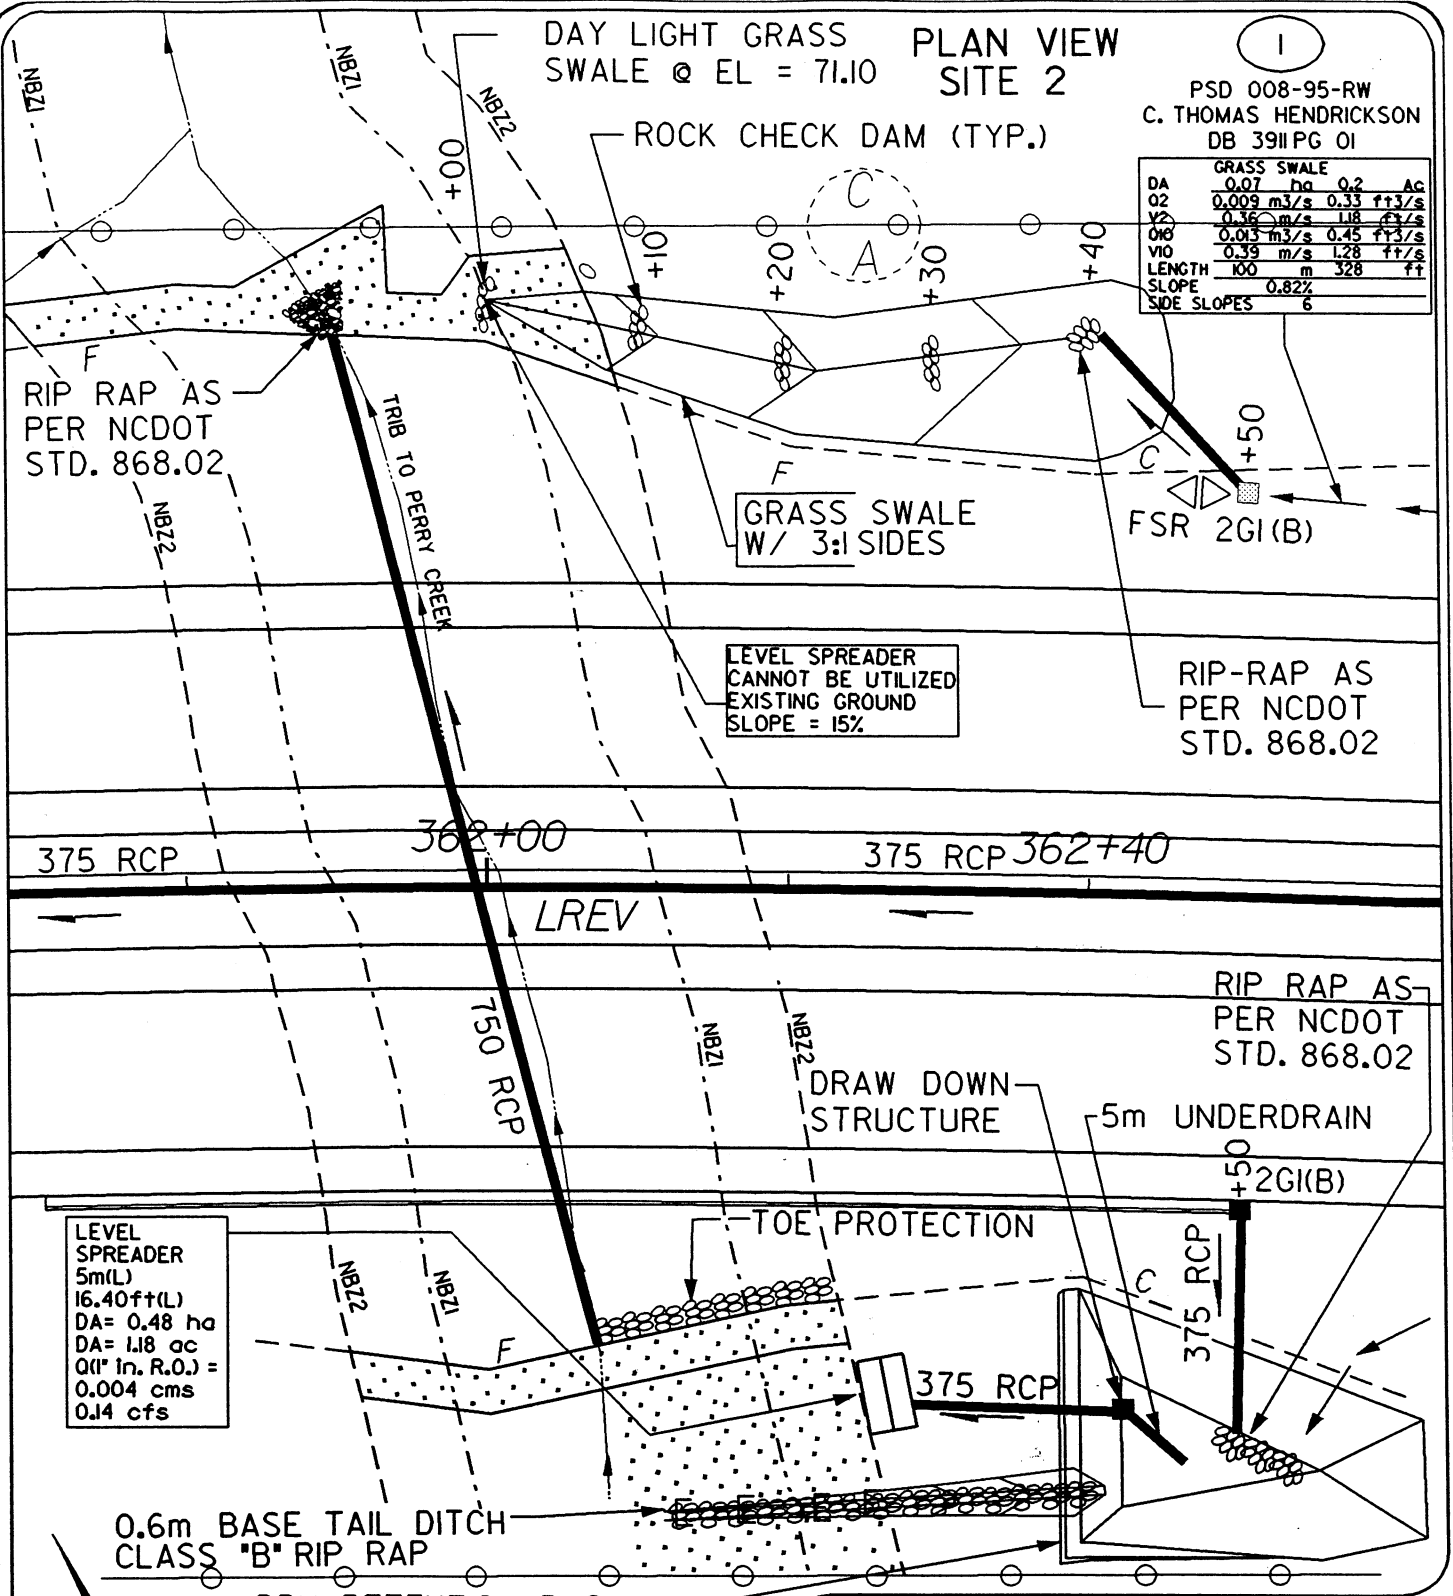 DAY LIGHT GRASS
SWALE @ EL = 71.10
PLAN VIEW
SITE 2
1
PSD 008-95-RW
C. THOMAS HENDRICKSON
DB 3911 PG 01
ROCK CHECK DAM (TYP.)
GRASS SWALE
DA 0.07 ha 0.2 Ac
Q2 0.009 m3/s 0.33 ft3/s
V2 0.36 m/s 1.18 ft/s
Q10 0.013 m3/s 0.45 ft3/s
V10 0.39 m/s 1.28 ft/s
LENGTH 100 m 328 ft
SLOPE 0.82%
SIDE SLOPES 6
NBZ1
NBZ1
NBZ2
+00
+10
+20
+30
+40
+50
C
A
O
F
RIP RAP AS
PER NCDOT
STD. 868.02
TRIB TO PERRY CREEK
NBZ2
F
C
GRASS SWALE
W/ 3:1 SIDES
FSR 2GI(B)
LEVEL SPREADER
CANNOT BE UTILIZED
EXISTING GROUND
SLOPE = 15%
RIP-RAP AS
PER NCDOT
STD. 868.02
362+00
375 RCP
375 RCP
362+40
LREV
750 RCP
NBZ1
NBZ2
RIP RAP AS
PER NCDOT
STD. 868.02
DRAW DOWN
STRUCTURE
5m UNDERDRAIN
+50
2GI(B)
TOE PROTECTION
375 RCP
C
LEVEL
SPREADER
5m(L)
16.40ft(L)
DA= 0.48 ha
DA= 1.18 ac
Q(1" in. R.O.) =
0.004 cms
0.14 cfs
NBZ2
NBZ1
F
375 RCP
E E E E
0.6m BASE TAIL DITCH
CLASS "B" RIP RAP